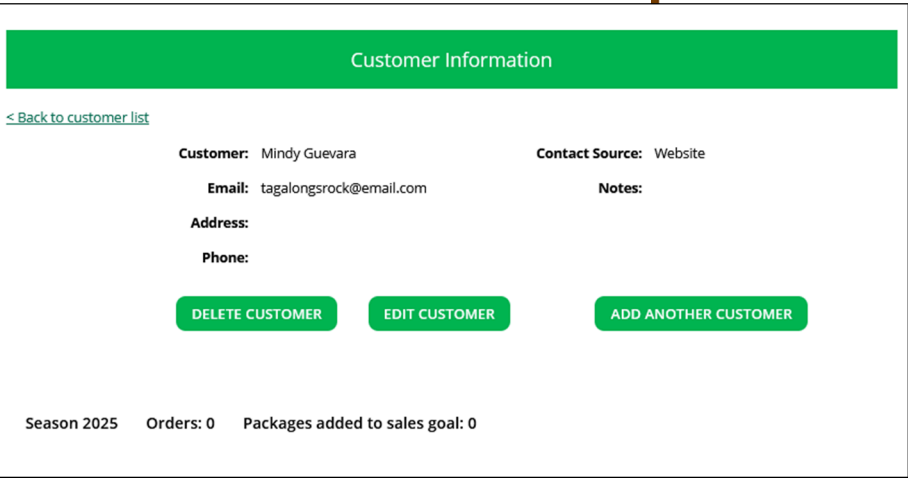 Customer Information
< Back to customer list
Customer: Mindy Guevara Contact Source: Website
Email: tagalongsrock@email.com Notes:
Address:
Phone:
DELETE CUSTOMER EDIT CUSTOMER ADD ANOTHER CUSTOMER
Season 2025 Orders: 0 Packages added to sales goal: 0